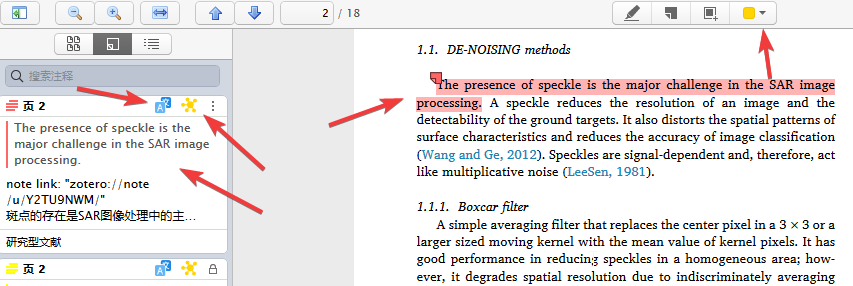 2 / 18
搜索注释
页 2
The presence of speckle is the
major challenge in the SAR image
processing.
note link: "zotero://note
/u/Y2TU9NWM/"
斑点的存在是SAR图像处理中的主...
研究型文献
页 2
1.1. DE-NOISING methods
The presence of speckle is the major challenge in the SAR image
processing. A speckle reduces the resolution of an image and the
detectability of the ground targets. It also distorts the spatial patterns of
surface characteristics and reduces the accuracy of image classification
(Wang and Ge, 2012). Speckles are signal-dependent and, therefore, act
like multiplicative noise (LeeSen, 1981).
1.1.1. Boxcar filter
A simple averaging filter that replaces the center pixel in a 3 × 3 or a
larger sized moving kernel with the mean value of kernel pixels. It has
good performance in reducing speckles in a homogeneous area; how-
ever, it degrades spatial resolution due to indiscriminately averaging